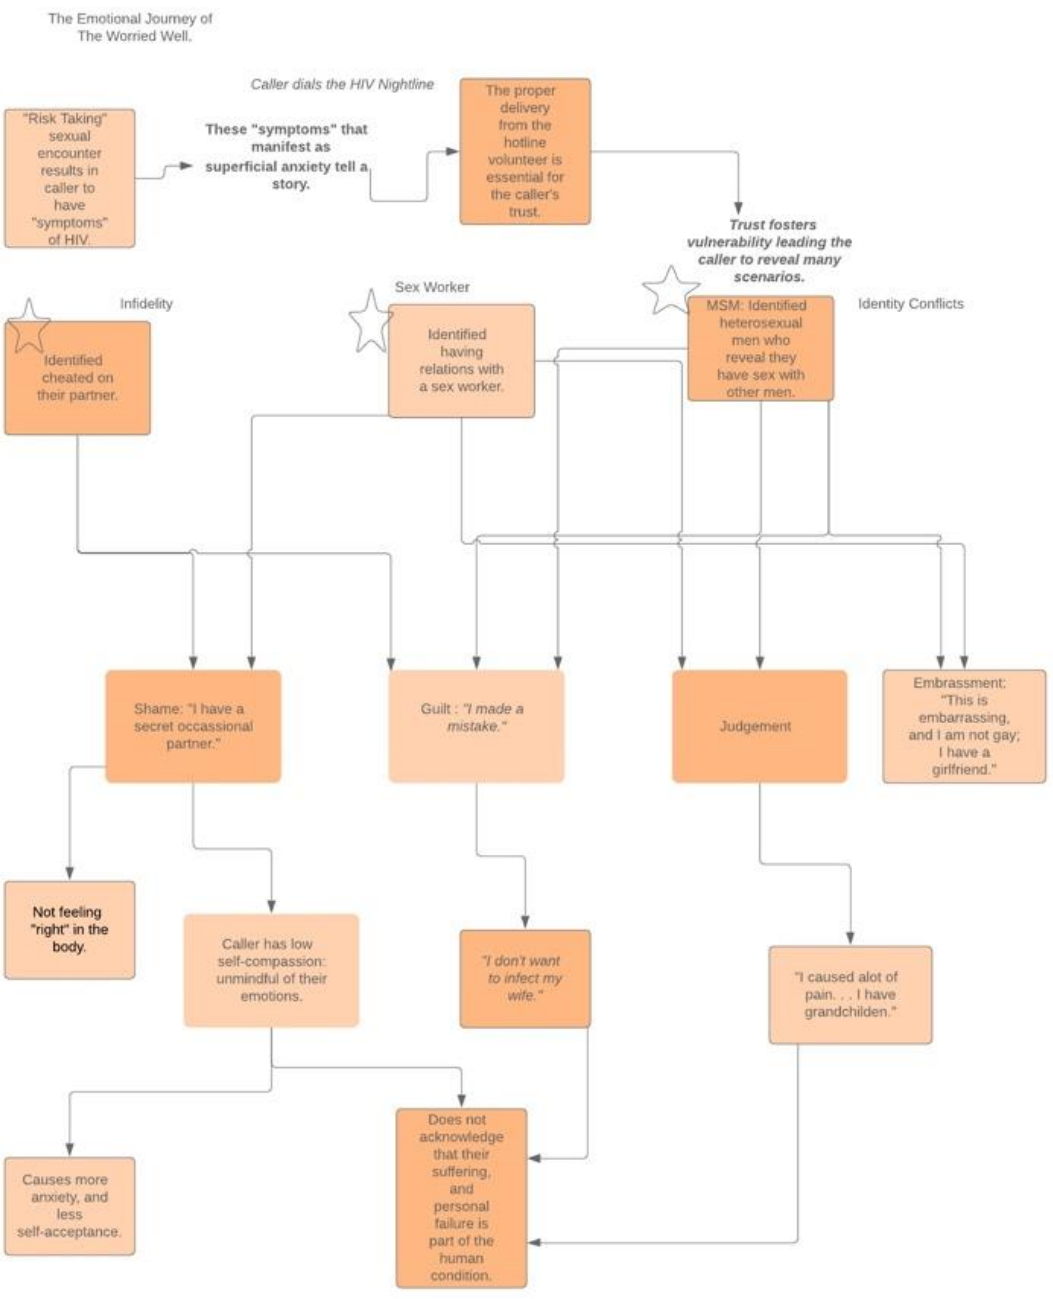 The Emotional Journey of
The Worried Well.
Caller dials the HIV Nightline
"Risk Taking"
sexual
encounter
results in
caller to
have
"symptoms"
of HIV.
These "symptoms" that
manifest as
superficial anxiety tell a
story.
The proper
delivery
from the
hotline
volunteer is
essential for
the caller's
trust.
Trust fosters
vulnerability leading the
caller to reveal many
scenarios.
Infidelity
Identified
cheated on
their partner.
Sex Worker
Identified
having
relations with
a sex worker.
MSM: Identified
heterosexual
men who
reveal they
have sex with
other men.
Identity Conflicts
Shame: "I have a
secret occassional
partner."
Guilt : "I made a
mistake."
Judgement
Embrassment:
"This is
embarrassing,
and I am not gay;
I have a
girlfriend."
Not feeling
"right" in the
body.
Caller has low
self-compassion:
unmindful of their
emotions.
"I don't want
to infect my
wife."
"I caused alot of
pain. . . I have
grandchilden."
Causes more
anxiety, and
less
self-acceptance.
Does not
acknowledge
that their
suffering,
and
personal
failure is
part of the
human
condition.